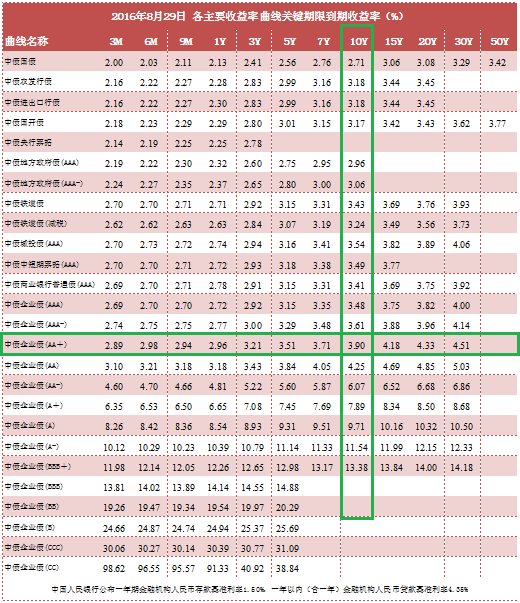 2016年8月29日 各主要收益率曲线关键期限到期收益率（%）
曲线名称 3M 6M 9M 1Y 3Y 5Y 7Y 10Y 15Y 20Y 30Y 50Y
中债国债 2.00 2.03 2.11 2.13 2.41 2.56 2.76 2.71 3.06 3.08 3.29 3.42
中债农发行债 2.16 2.22 2.27 2.28 2.83 2.99 3.16 3.18 3.44 3.45
中债进出口行债 2.16 2.22 2.27 2.30 2.83 2.99 3.16 3.18 3.44 3.45
中债国开债 2.18 2.23 2.29 2.29 2.80 3.01 3.15 3.17 3.42 3.43 3.62 3.77
中债央行票据 2.14 2.19 2.25 2.25 2.78
中债地方政府债(AAA) 2.19 2.22 2.30 2.32 2.60 2.75 2.95 2.96
中债地方政府债(AAA-) 2.24 2.27 2.35 2.37 2.65 2.80 3.00 3.06
中债铁道债 2.70 2.70 2.71 2.71 2.92 3.15 3.31 3.43 3.69 3.76 3.93
中债铁道债(减税) 2.62 2.62 2.63 2.63 2.84 3.07 3.19 3.24 3.49 3.56 3.73
中债城投债(AAA) 2.70 2.73 2.72 2.74 2.94 3.16 3.41 3.54 3.82 3.89 4.06
中债中短期票据(AAA) 2.70 2.70 2.71 2.72 2.93 3.18 3.38 3.49 3.77
中债商业银行普通债(AAA) 2.69 2.70 2.71 2.78 2.91 3.15 3.31 3.41 3.69 3.75 3.92
中债企业债(AAA) 2.69 2.70 2.70 2.72 2.92 3.15 3.35 3.48 3.75 3.82 4.00
中债企业债(AAA-) 2.74 2.75 2.75 2.77 3.00 3.29 3.48 3.61 3.88 3.96 4.14
中债企业债(AA+) 2.89 2.98 2.94 2.96 3.21 3.51 3.71 3.90 4.18 4.33 4.51
中债企业债(AA) 3.10 3.21 3.18 3.18 3.43 3.84 4.05 4.25 4.69 4.85 5.03
中债企业债(AA-) 4.60 4.70 4.66 4.81 5.22 5.60 5.87 6.07 6.52 6.68 6.86
中债企业债(A+) 6.35 6.53 6.50 6.65 7.08 7.45 7.69 7.89 8.34 8.50 8.68
中债企业债(A) 8.26 8.42 8.36 8.54 8.93 9.31 9.51 9.71 10.16 10.32 10.50
中债企业债(A-) 10.12 10.29 10.23 10.39 10.79 11.14 11.33 11.54 11.99 12.15 12.33
中债企业债(BBB+) 11.98 12.14 12.05 12.26 12.65 12.98 13.17 13.38 13.84 14.00 14.18
中债企业债(BBB) 13.81 14.02 13.89 14.14 14.55 14.88
中债企业债(BB) 19.26 19.47 19.34 19.54 19.97 20.29
中债企业债(B) 24.66 24.87 24.74 24.94 25.37 25.69
中债企业债(CCC) 30.06 30.27 30.14 30.39 30.77 31.09
中债企业债(CC) 98.62 96.55 95.57 91.33 40.92 38.84
中国人民银行公布一年期金融机构人民币存款基准利率1.50% 一年以内（含一年）金融机构人民币贷款基准利率4.35%